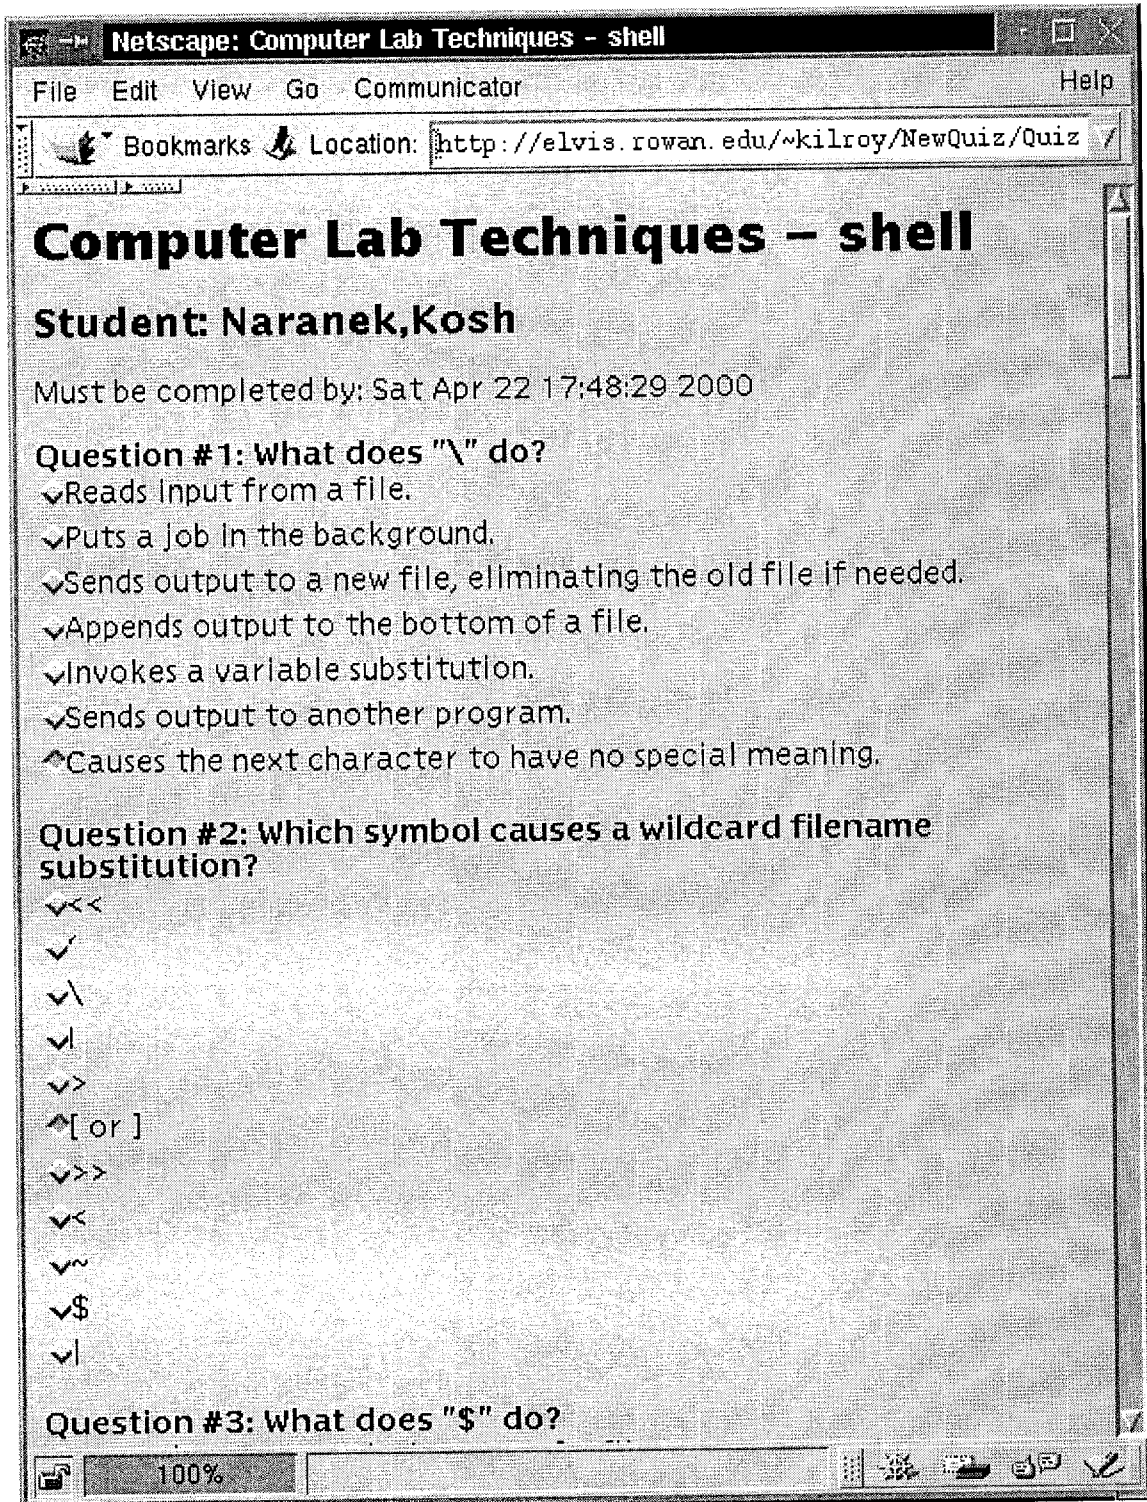 Netscape: Computer Lab Techniques – shell
File Edit View Go Communicator Help
Bookmarks Location: http://elvis.rowan.edu/~kilroy/NewQuiz/Quiz
Computer Lab Techniques – shell
Student: Naranek,Kosh
Must be completed by: Sat Apr 22 17:48:29 2000
Question #1: What does "\" do?
Reads input from a file.
Puts a job in the background.
Sends output to a new file, eliminating the old file if needed.
Appends output to the bottom of a file.
Invokes a variable substitution.
Sends output to another program.
Causes the next character to have no special meaning.
Question #2: Which symbol causes a wildcard filename
substitution?
<<
\
|
>
[ or ]
>>
<
~
$
|
Question #3: What does "$" do?
100%